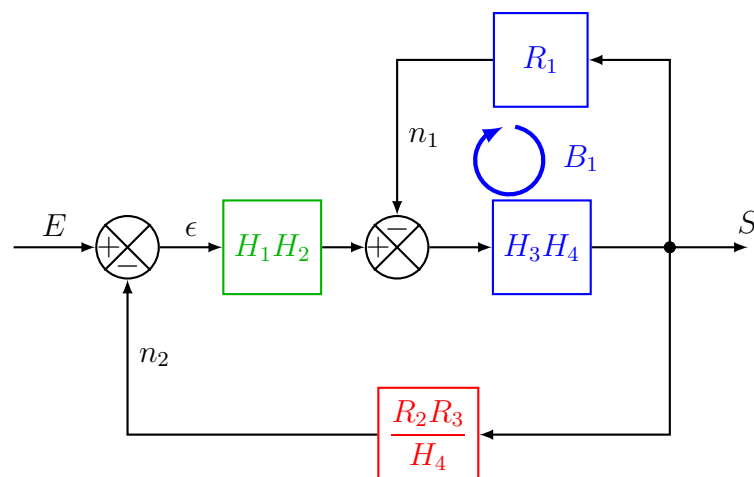 R₁
n₁
B₁
E
+
−
ϵ
H₁H₂
+
−
H₃H₄
S
n₂
R₂R₃
H₄